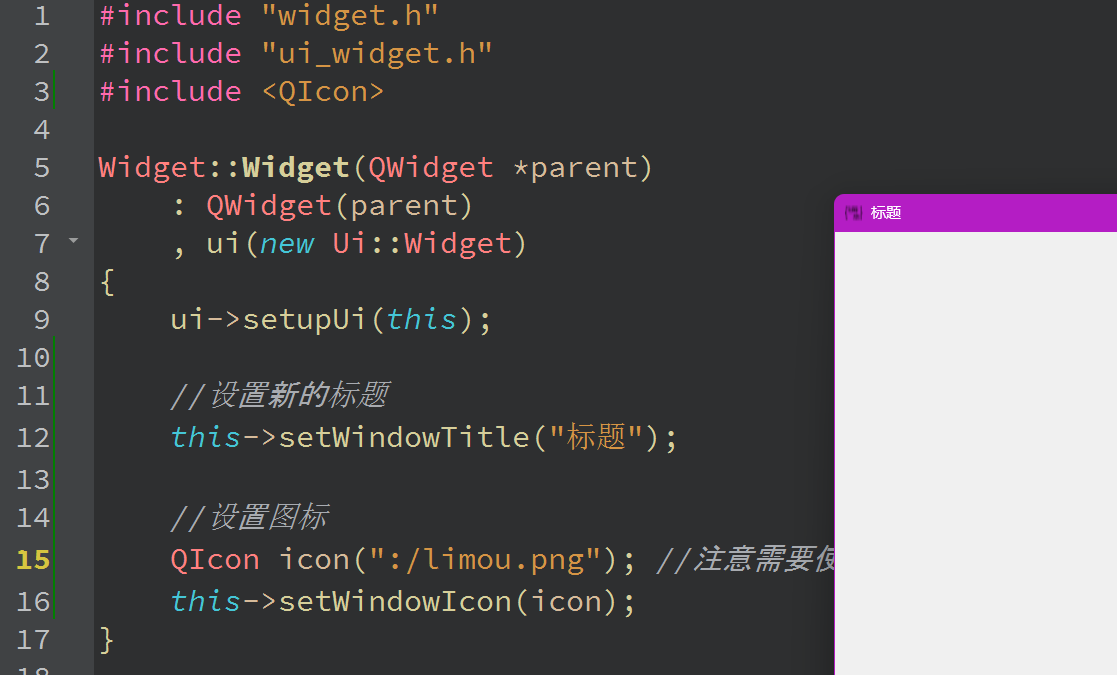 1 #include "widget.h"
2 #include "ui_widget.h"
3 #include <QIcon>
4
5 Widget::Widget(QWidget *parent)
6     : QWidget(parent)
7     , ui(new Ui::Widget)
8 {
9     ui->setupUi(this);
10
11     //设置新的标题
12     this->setWindowTitle("标题");
13
14     //设置图标
15     QIcon icon(":/limou.png"); //注意需要使
16     this->setWindowIcon(icon);
17 }
18
标题